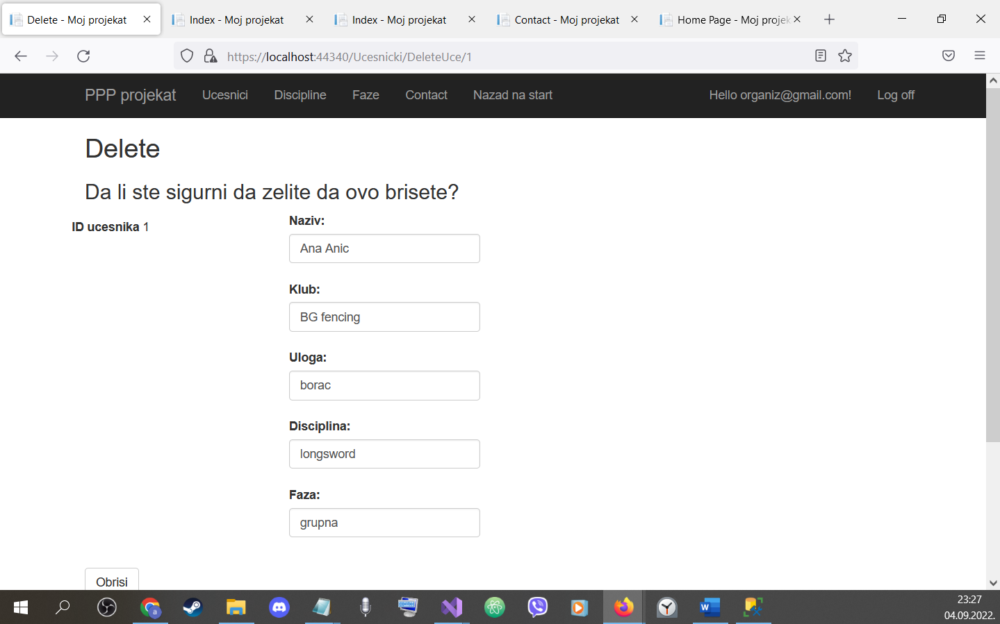 Delete - Moj projekat
Index - Moj projekat
Index - Moj projekat
Contact - Moj projekat
Home Page - Moj projek
https://localhost:44340/Ucesnicki/DeleteUce/1
PPP projekat Ucesnici Discipline Faze Contact Nazad na start Hello organiz@gmail.com! Log off
Delete
Da li ste sigurni da zelite da ovo brisete?
ID ucesnika 1
Naziv:
Ana Anic
Klub:
BG fencing
Uloga:
borac
Disciplina:
longsword
Faza:
grupna
Obrisi
a
W
23:27
04.09.2022.